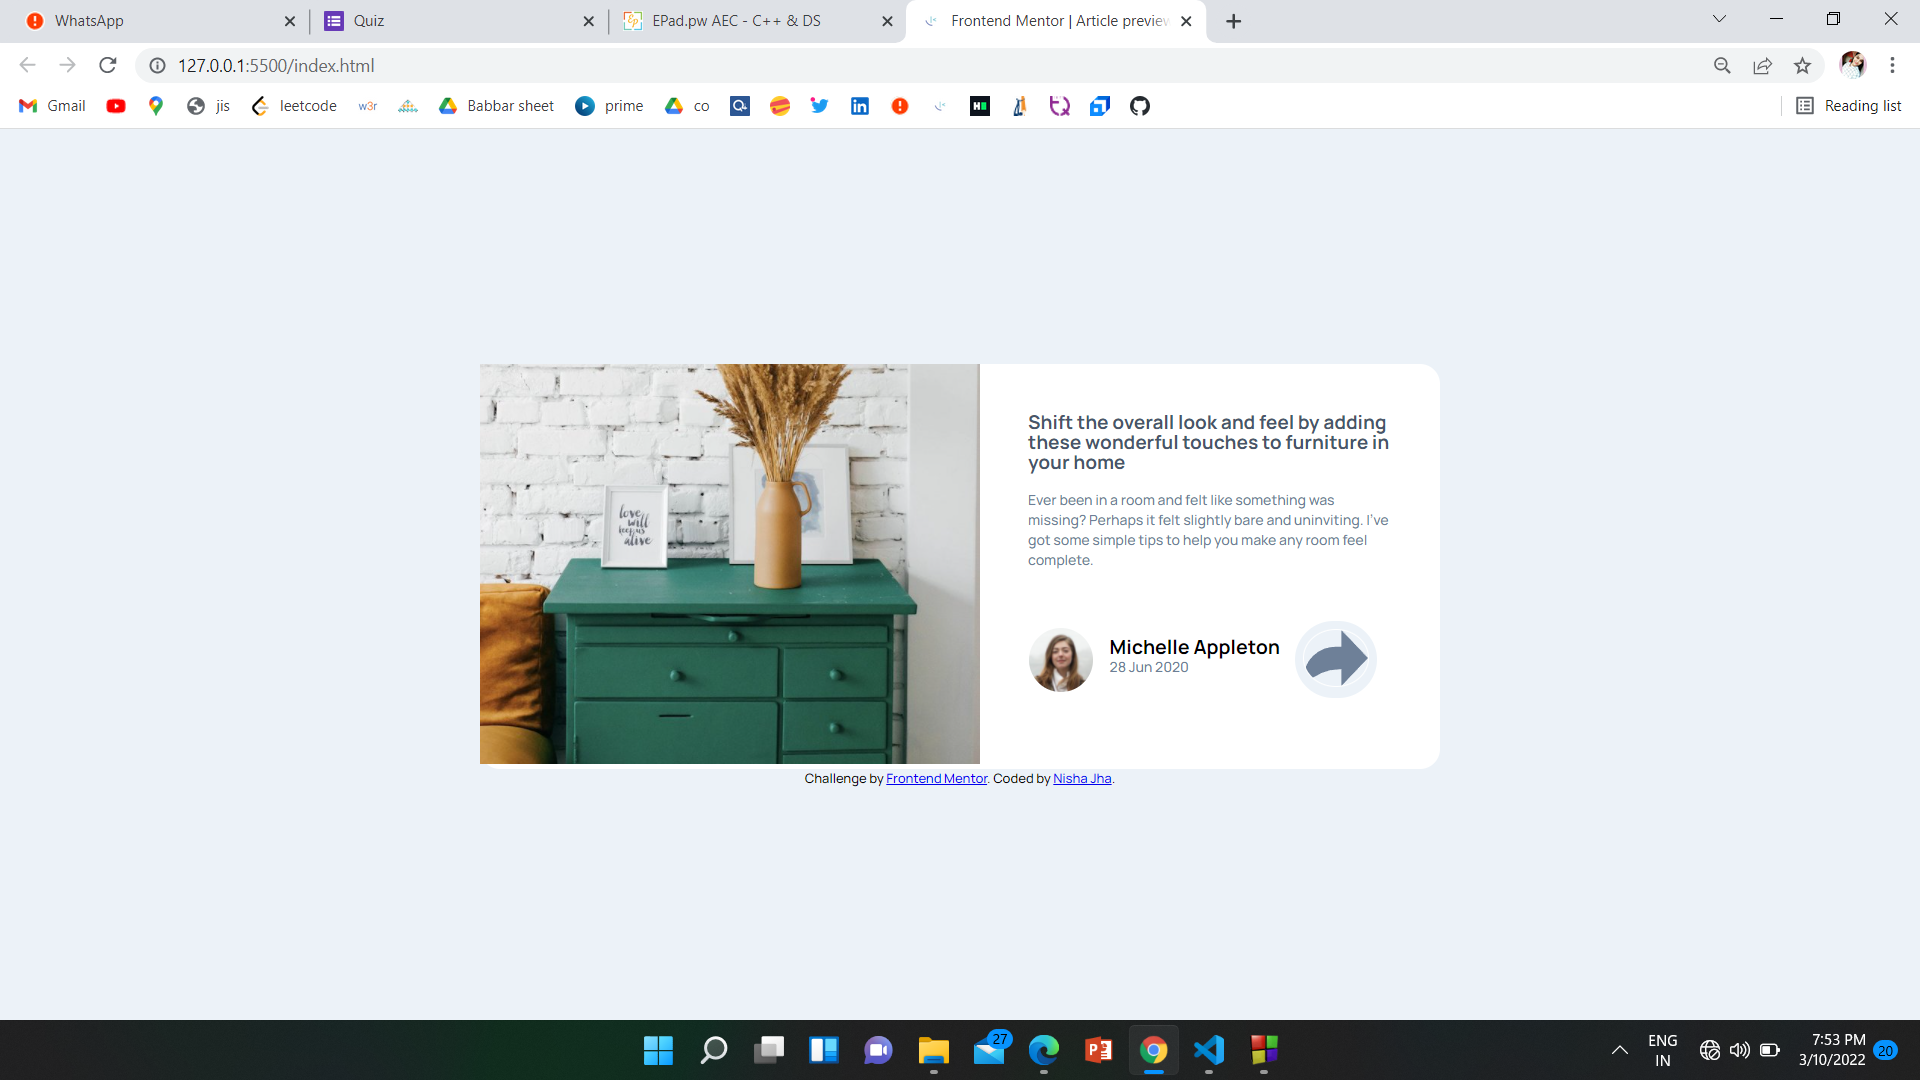 WhatsApp
Quiz
EPad.pw AEC - C++ & DS
Frontend Mentor | Article preview
127.0.0.1:5500/index.html
Gmail
jis
leetcode
w3r
Babbar sheet
prime
co
Reading list
love
will
keep us
alive
Shift the overall look and feel by adding
these wonderful touches to furniture in
your home
Ever been in a room and felt like something was
missing? Perhaps it felt slightly bare and uninviting. I've
got some simple tips to help you make any room feel
complete.
Michelle Appleton
28 Jun 2020
Challenge by Frontend Mentor. Coded by Nisha Jha.
27
ENG
IN
7:53 PM
3/10/2022
20